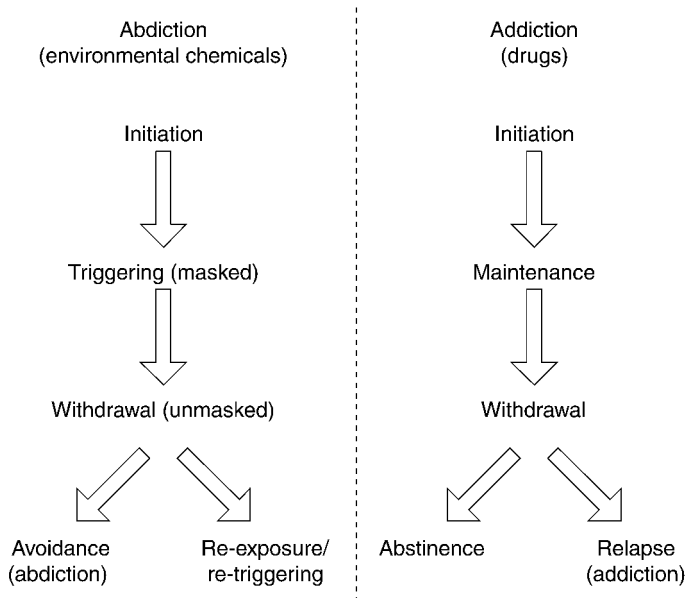 Abdiction
(environmental chemicals)
Initiation
Triggering (masked)
Withdrawal (unmasked)
Avoidance
(abdiction)
Re-exposure/
re-triggering
Addiction
(drugs)
Initiation
Maintenance
Withdrawal
Abstinence
Relapse
(addiction)